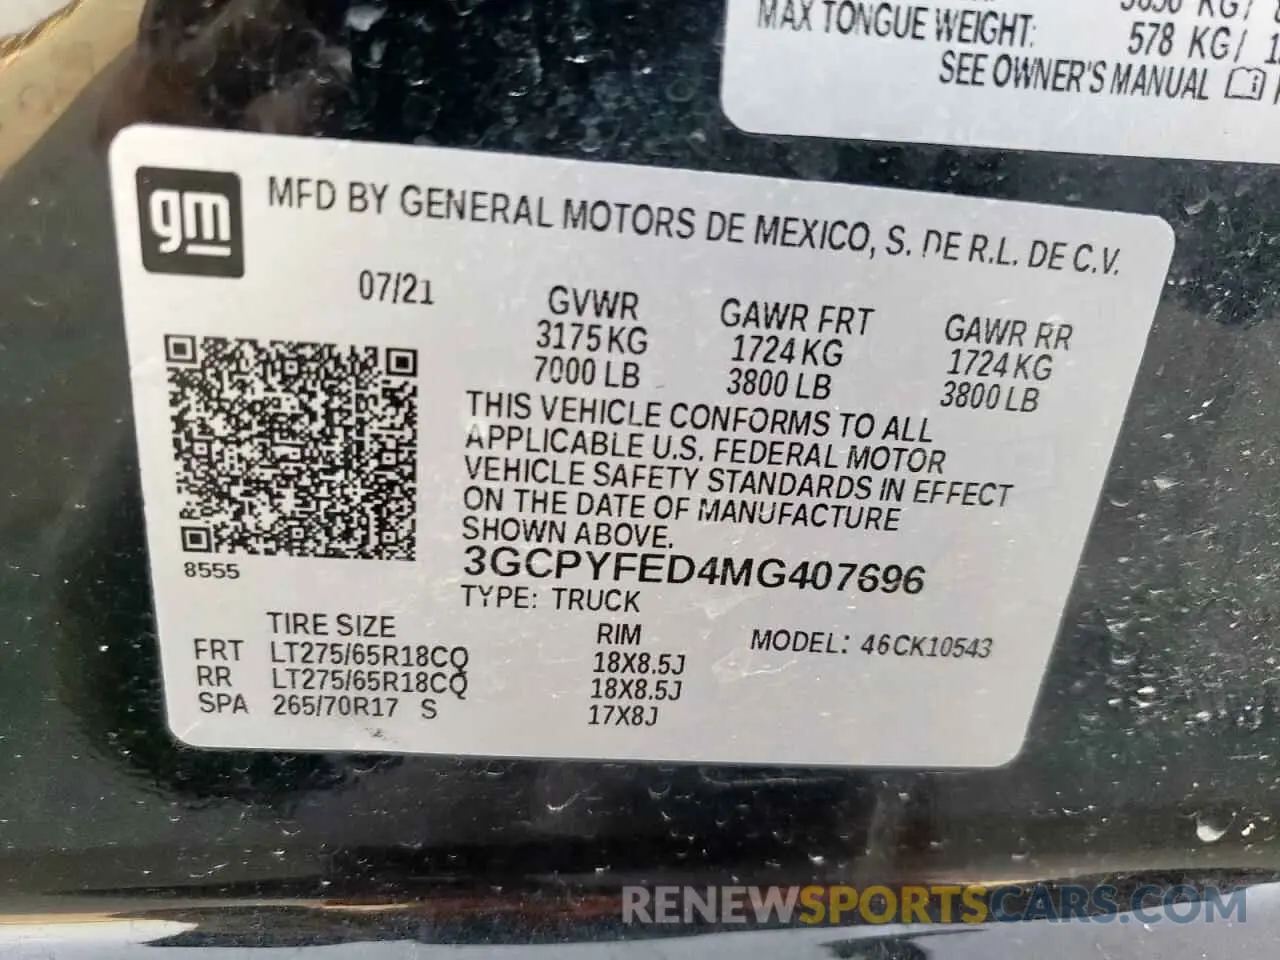 MAX TONGUE WEIGHT: 578 KG/
SEE OWNER'S MANUAL
gm
MFD BY GENERAL MOTORS DE MEXICO, S. DE R.L. DE C.V.
07/21
GVWR GAWR FRT GAWR RR
3175 KG 1724 KG 1724 KG
7000 LB 3800 LB 3800 LB
THIS VEHICLE CONFORMS TO ALL
APPLICABLE U.S. FEDERAL MOTOR
VEHICLE SAFETY STANDARDS IN EFFECT
ON THE DATE OF MANUFACTURE
SHOWN ABOVE.
8555
3GCPYFED4MG407696
TYPE: TRUCK
TIRE SIZE RIM MODEL: 46CK10543
FRT LT275/65R18CQ 18X8.5J
RR LT275/65R18CQ 18X8.5J
SPA 265/70R17 S 17X8J
RENEWSPORTSCARS.COM